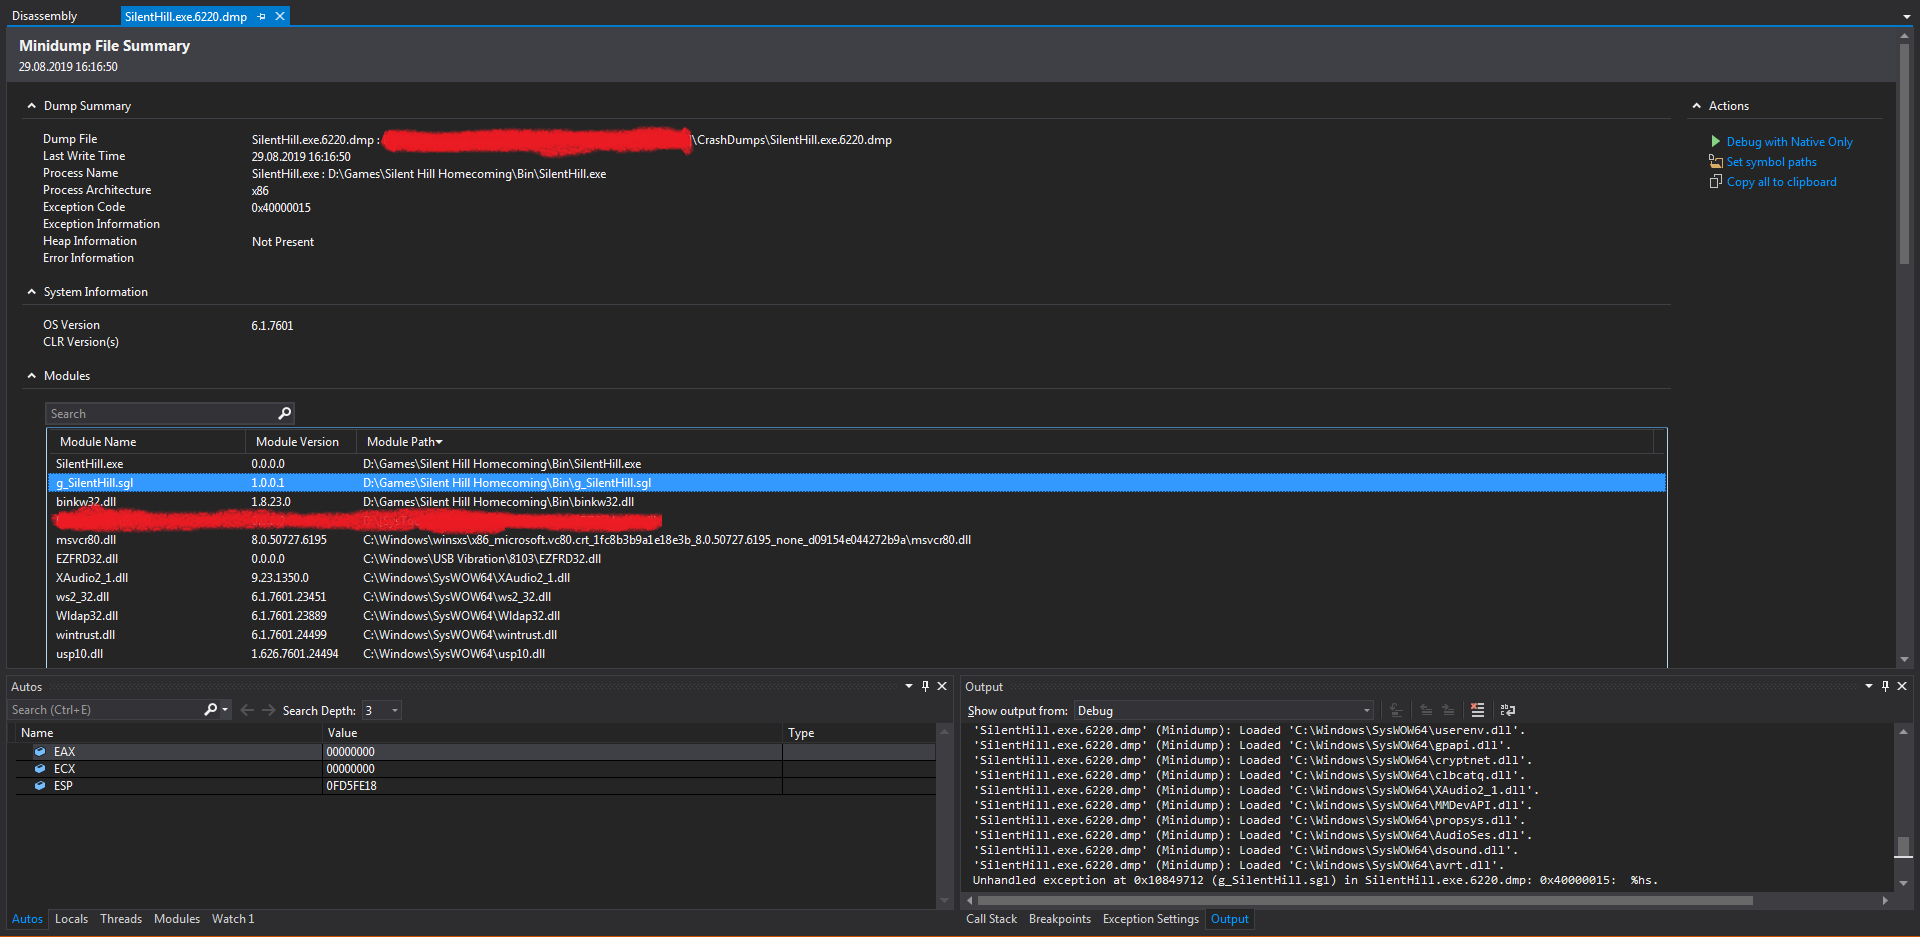 Disassembly
SilentHill.exe.6220.dmp
Minidump File Summary
29.08.2019 16:16:50
Dump Summary
Dump File SilentHill.exe.6220.dmp : \CrashDumps\SilentHill.exe.6220.dmp
Last Write Time 29.08.2019 16:16:50
Process Name SilentHill.exe : D:\Games\Silent Hill Homecoming\Bin\SilentHill.exe
Process Architecture x86
Exception Code 0x40000015
Exception Information
Heap Information Not Present
Error Information
Actions
Debug with Native Only
Set symbol paths
Copy all to clipboard
System Information
OS Version 6.1.7601
CLR Version(s)
Modules
Search
Module Name Module Version Module Path
SilentHill.exe 0.0.0.0 D:\Games\Silent Hill Homecoming\Bin\SilentHill.exe
g_SilentHill.sgl 1.0.0.1 D:\Games\Silent Hill Homecoming\Bin\g_SilentHill.sgl
binkw32.dll 1.8.23.0 D:\Games\Silent Hill Homecoming\Bin\binkw32.dll
msvcr80.dll 8.0.50727.6195 C:\Windows\winsxs\x86_microsoft.vc80.crt_1fc8b3b9a1e18e3b_8.0.50727.6195_none_d09154e044272b9a\msvcr80.dll
EZFRD32.dll 0.0.0.0 C:\Windows\USB Vibration\8103\EZFRD32.dll
XAudio2_1.dll 9.23.1350.0 C:\Windows\SysWOW64\XAudio2_1.dll
ws2_32.dll 6.1.7601.23451 C:\Windows\SysWOW64\ws2_32.dll
Wldap32.dll 6.1.7601.23889 C:\Windows\SysWOW64\Wldap32.dll
wintrust.dll 6.1.7601.24499 C:\Windows\SysWOW64\wintrust.dll
usp10.dll 1.626.7601.24494 C:\Windows\SysWOW64\usp10.dll
Autos
Search (Ctrl+E) Search Depth: 3
Name Value Type
EAX 00000000
ECX 00000000
ESP 0FD5FE18
Autos Locals Threads Modules Watch 1
Output
Show output from: Debug
'SilentHill.exe.6220.dmp' (Minidump): Loaded 'C:\Windows\SysWOW64\userenv.dll'.
'SilentHill.exe.6220.dmp' (Minidump): Loaded 'C:\Windows\SysWOW64\gpapi.dll'.
'SilentHill.exe.6220.dmp' (Minidump): Loaded 'C:\Windows\SysWOW64\cryptnet.dll'.
'SilentHill.exe.6220.dmp' (Minidump): Loaded 'C:\Windows\SysWOW64\clbcatq.dll'.
'SilentHill.exe.6220.dmp' (Minidump): Loaded 'C:\Windows\SysWOW64\XAudio2_1.dll'.
'SilentHill.exe.6220.dmp' (Minidump): Loaded 'C:\Windows\SysWOW64\MMDevAPI.dll'.
'SilentHill.exe.6220.dmp' (Minidump): Loaded 'C:\Windows\SysWOW64\propsys.dll'.
'SilentHill.exe.6220.dmp' (Minidump): Loaded 'C:\Windows\SysWOW64\AudioSes.dll'.
'SilentHill.exe.6220.dmp' (Minidump): Loaded 'C:\Windows\SysWOW64\dsound.dll'.
'SilentHill.exe.6220.dmp' (Minidump): Loaded 'C:\Windows\SysWOW64\avrt.dll'.
Unhandled exception at 0x10849712 (g_SilentHill.sgl) in SilentHill.exe.6220.dmp: 0x40000015: %hs.
Call Stack Breakpoints Exception Settings Output